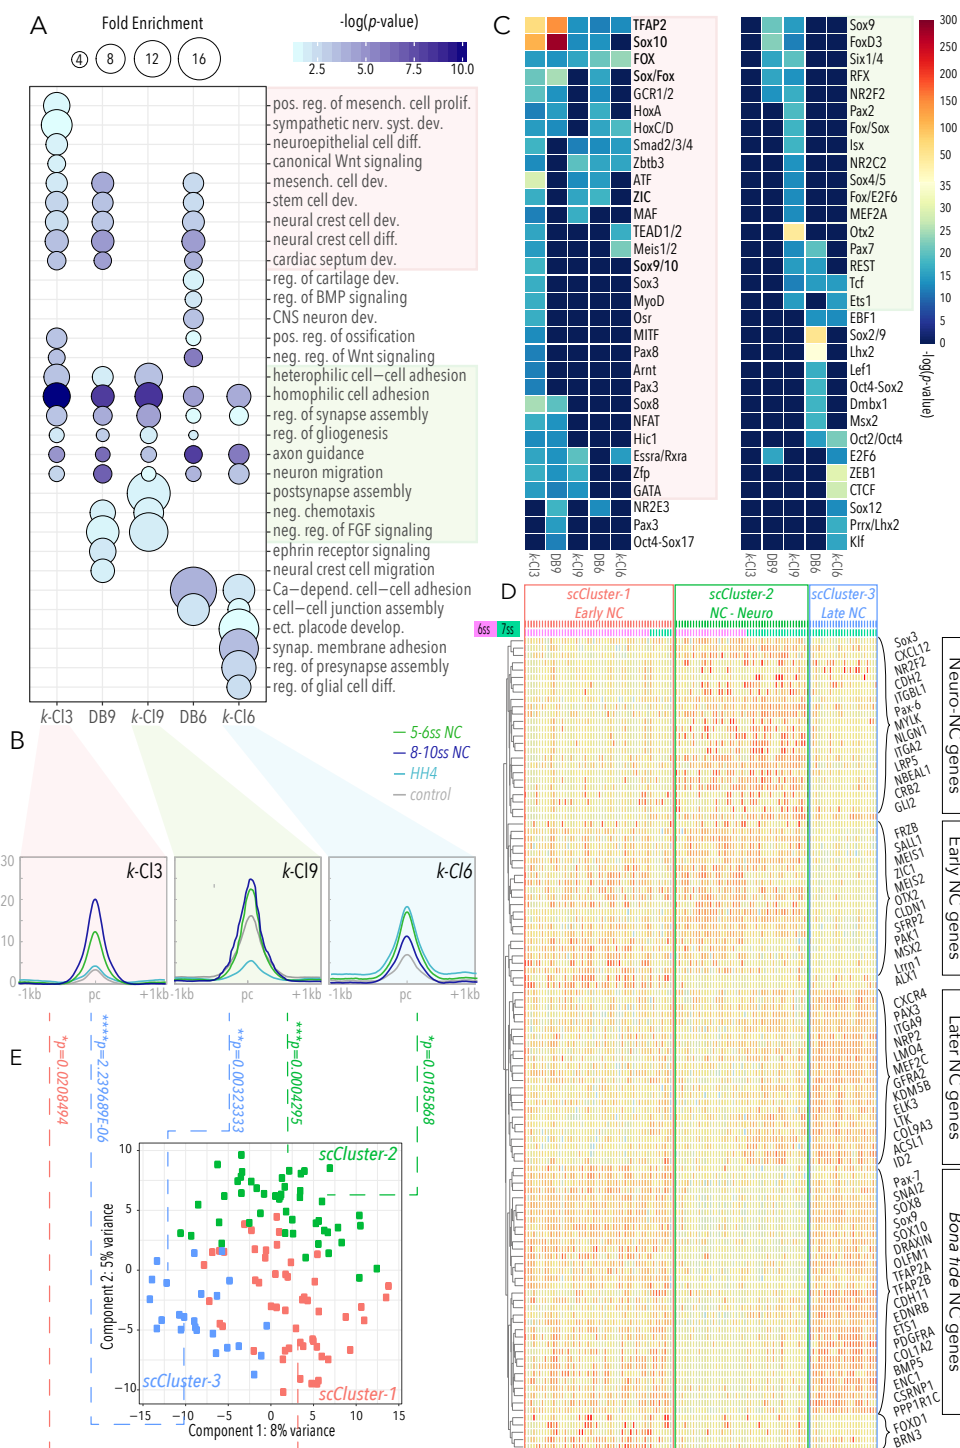 A
Fold Enrichment
4
8
12
16
-log(p-value)
2.5
5.0
7.5
10.0
pos. reg. of mesench. cell prolif.
sympathetic nerv. syst. dev.
neuroepithelial cell diff.
canonical Wnt signaling
mesench. cell dev.
stem cell dev.
neural crest cell dev.
neural crest cell diff.
cardiac septum dev.
reg. of cartilage dev.
reg. of BMP signaling
CNS neuron dev.
pos. reg. of ossification
neg. reg. of Wnt signaling
heterophilic cell−cell adhesion
homophilic cell adhesion
reg. of synapse assembly
reg. of gliogenesis
axon guidance
neuron migration
postsynapse assembly
neg. chemotaxis
neg. reg. of FGF signaling
ephrin receptor signaling
neural crest cell migration
Ca−depend. cell−cell adhesion
cell−cell junction assembly
ect. placode develop.
synap. membrane adhesion
reg. of presynapse assembly
reg. of glial cell diff.
k-Cl3
DB9
k-Cl9
DB6
k-Cl6
B
5-6ss NC
8-10ss NC
HH4
control
k-Cl3
k-Cl9
k-Cl6
30
20
10
0
-1kb
pc
+1kb
-1kb
pc
+1kb
-1kb
pc
+1kb
C
TFAP2
Sox10
FOX
Sox/Fox
GCR1/2
HoxA
HoxC/D
Smad2/3/4
Zbtb3
ATF
ZIC
MAF
TEAD1/2
Meis1/2
Sox9/10
Sox3
MyoD
Osr
MITF
Pax8
Arnt
Pax3
Sox8
NFAT
Hic1
Essra/Rxra
Zfp
GATA
NR2E3
Pax3
Oct4-Sox17
k-Cl3
DB9
k-Cl9
DB6
k-Cl6
Sox9
FoxD3
Six1/4
RFX
NR2F2
Pax2
Fox/Sox
Isx
NR2C2
Sox4/5
Fox/E2F6
MEF2A
Otx2
Pax7
REST
Tcf
Ets1
EBF1
Sox2/9
Lhx2
Lef1
Oct4-Sox2
Dmbx1
Msx2
Oct2/Oct4
E2F6
ZEB1
CTCF
Sox12
Prrx/Lhx2
Klf
k-Cl3
DB9
k-Cl9
DB6
k-Cl6
300
250
200
150
100
50
35
30
25
20
15
10
5
0
-log(p-value)
D
scCluster-1
Early NC
scCluster-2
NC - Neuro
scCluster-3
Late NC
6ss
7ss
Sox3
CXCL12
NR2F2
CDH2
ITGBL1
Pax-6
MYLK
NLGN1
ITGA2
LRP5
NBEAL1
CRB2
GLI2
Neuro-NC genes
FRZB
SALL1
MEIS1
ZIC1
MEIS2
OTX2
CLDN1
SFRP2
PAK1
MSX2
Lrrn1
ALX1
Early NC genes
CXCR4
PAX3
ITGA9
NRP2
LMO4
MEF2C
GFRA2
KDM5B
ELK3
LTK
COL9A3
ACSL1
ID2
Later NC genes
Pax-7
SNAI2
SOX8
Sox9
SOX10
DRAXIN
OLFM1
TFAP2A
TFAP2B
CDH11
EDNRB
ETS1
PDGFRA
COL1A2
BMP5
ENC1
CSRNP1
PPP1R1C
Bona fide NC genes
FOXD1
BRN3
E
*p=0.0208494
****p=2.239689E-06
**p=0.00323333
***p=0.0004295
*p=0.0185868
scCluster-2
scCluster-3
scCluster-1
10
5
0
−5
−10
Component 2: 5% variance
−15
−10
−5
0
5
10
15
Component 1: 8% variance